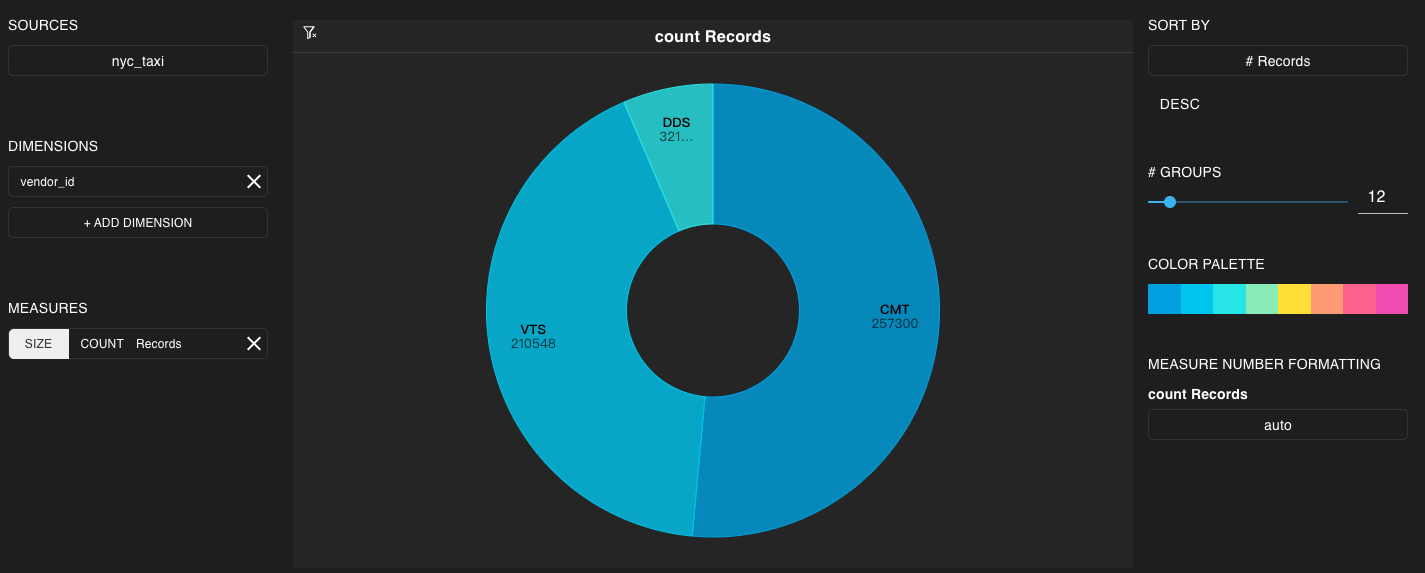 SOURCES
nyc_taxi
DIMENSIONS
vendor_id
+ ADD DIMENSION
MEASURES
SIZE COUNT Records
count Records
DDS
321...
CMT
257300
VTS
210548
SORT BY
# Records
DESC
# GROUPS
12
COLOR PALETTE
MEASURE NUMBER FORMATTING
count Records
auto